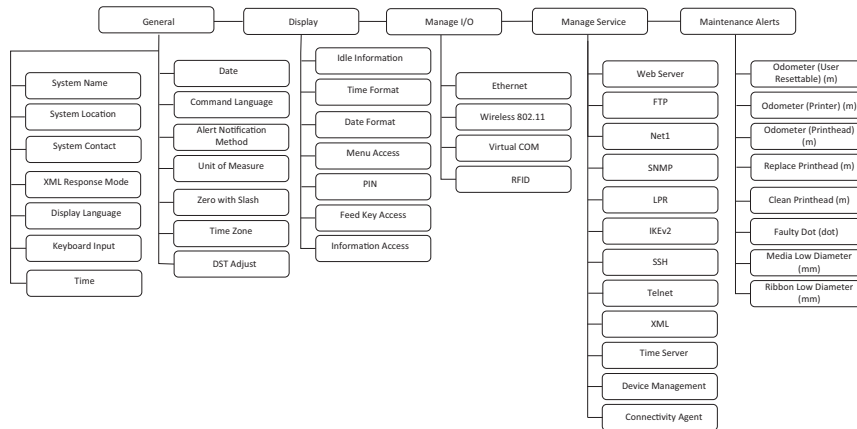 General
Display
Manage I/O
Manage Service
Maintenance Alerts
System Name
System Location
System Contact
XML Response Mode
Display Language
Keyboard Input
Time
Date
Command Language
Alert Notification
Method
Unit of Measure
Zero with Slash
Time Zone
DST Adjust
Idle Information
Time Format
Date Format
Menu Access
PIN
Feed Key Access
Information Access
Ethernet
Wireless 802.11
Virtual COM
RFID
Web Server
FTP
Net1
SNMP
LPR
IKEv2
SSH
Telnet
XML
Time Server
Device Management
Connectivity Agent
Odometer (User
Resettable) (m)
Odometer (Printer) (m)
Odometer (Printhead)
(m)
Replace Printhead (m)
Clean Printhead (m)
Faulty Dot (dot)
Media Low Diameter
(mm)
Ribbon Low Diameter
(mm)